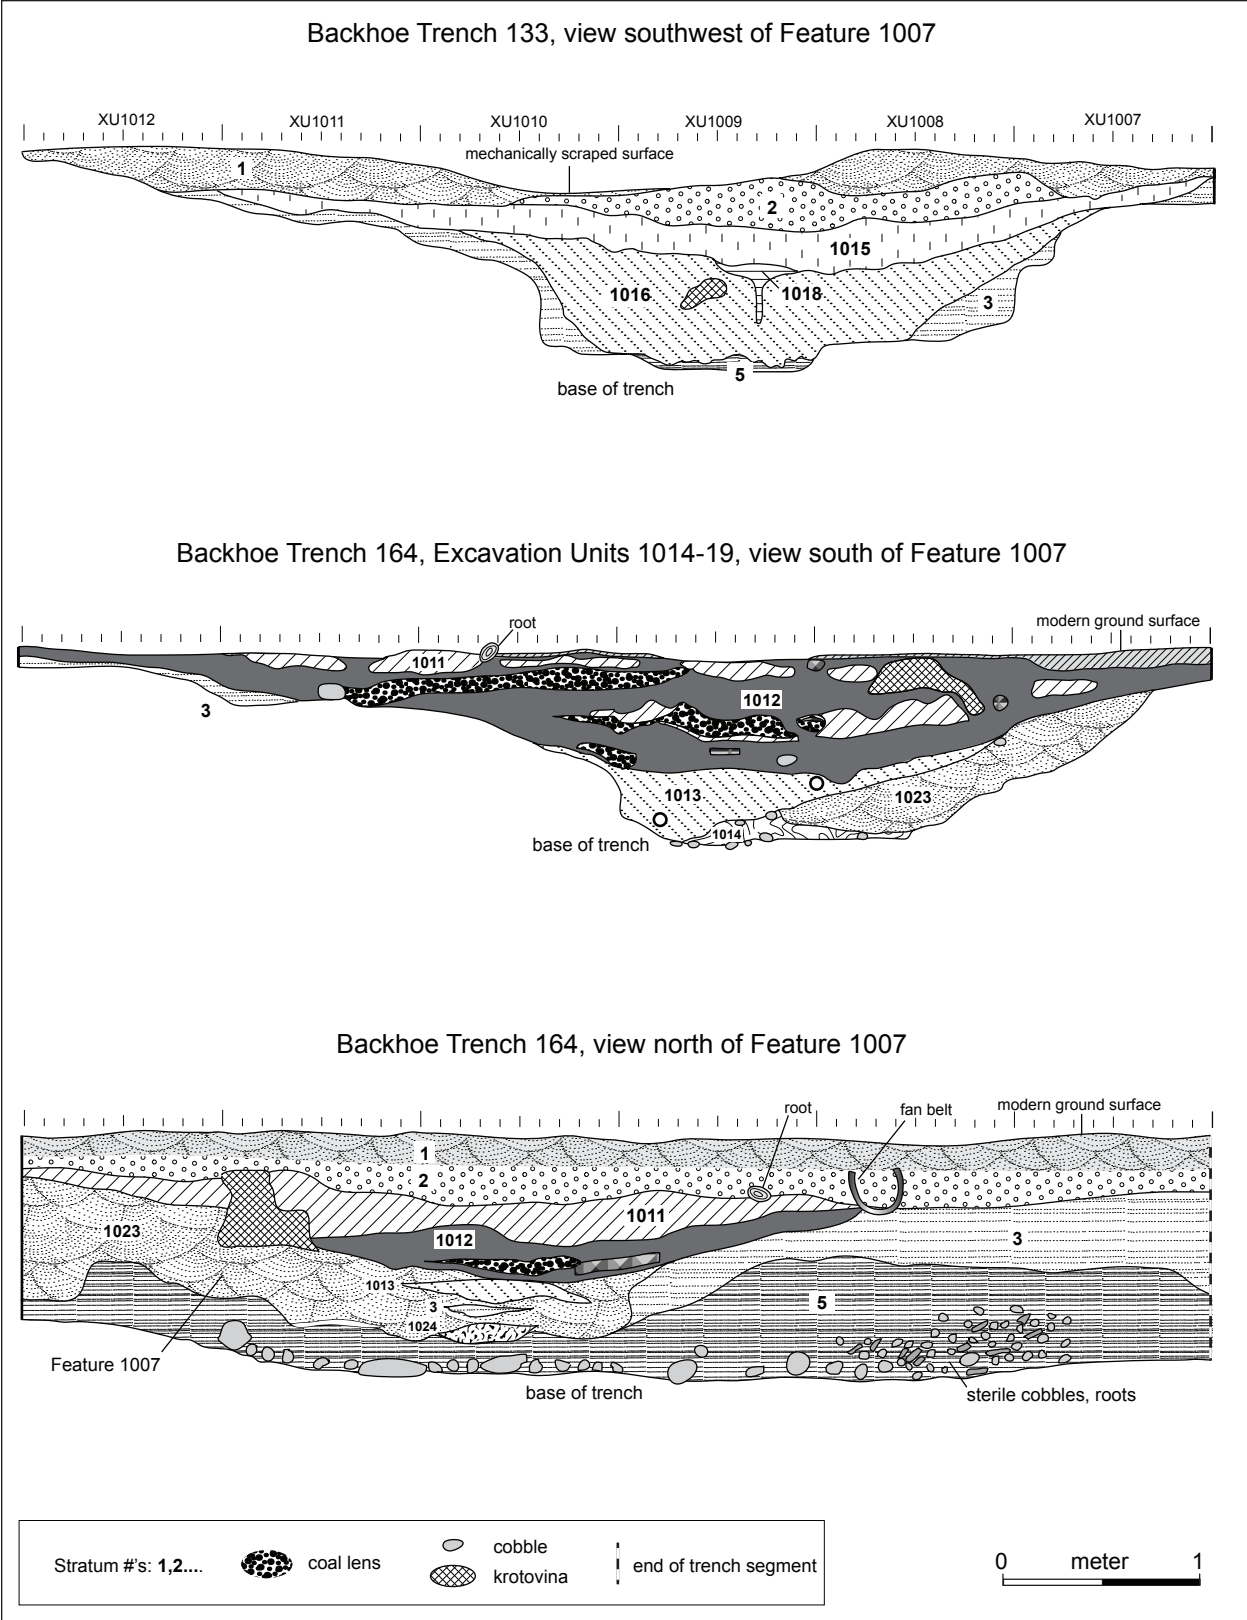 Backhoe Trench 133, view southwest of Feature 1007
XU1012 XU1011 XU1010 XU1009 XU1008 XU1007
mechanically scraped surface
1
2
1015
1016
1018
3
5
base of trench
Backhoe Trench 164, Excavation Units 1014-19, view south of Feature 1007
root
modern ground surface
1011
1012
3
1013
1023
1014
base of trench
Backhoe Trench 164, view north of Feature 1007
root
fan belt
modern ground surface
1
2
1011
1023
1012
3
1013
5
3
1024
Feature 1007
base of trench
sterile cobbles, roots
Stratum #'s: 1,2....
coal lens
cobble
krotovina
end of trench segment
0 meter 1